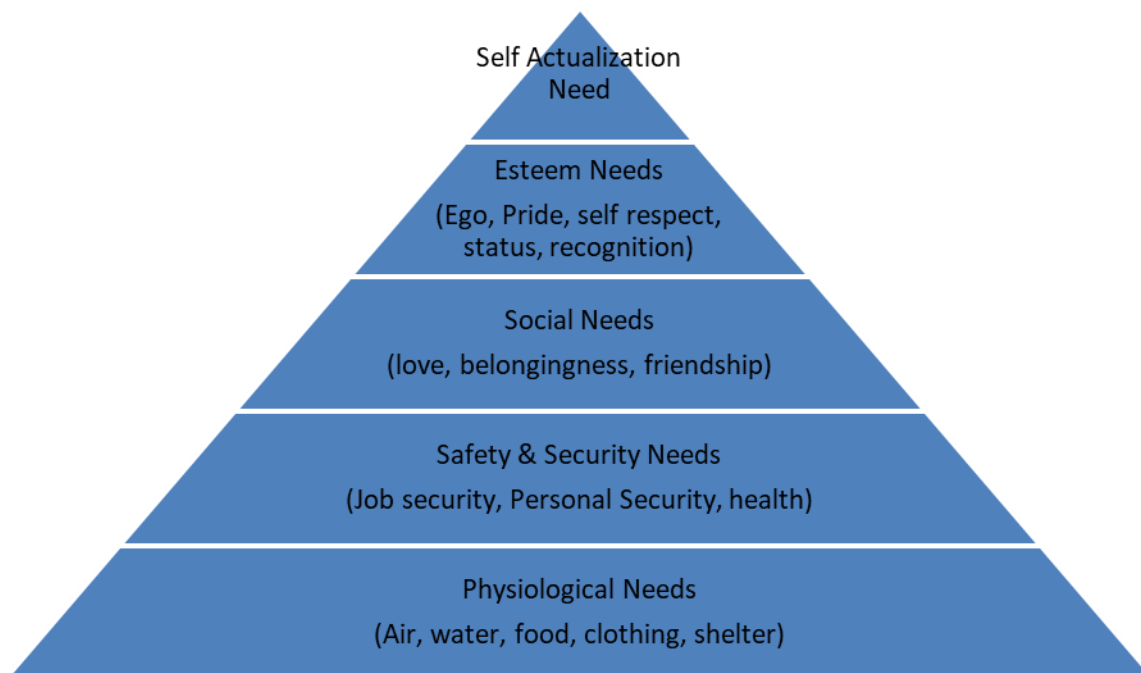 Self Actualization
Need
Esteem Needs
(Ego, Pride, self respect,
status, recognition)
Social Needs
(love, belongingness, friendship)
Safety & Security Needs
(Job security, Personal Security, health)
Physiological Needs
(Air, water, food, clothing, shelter)